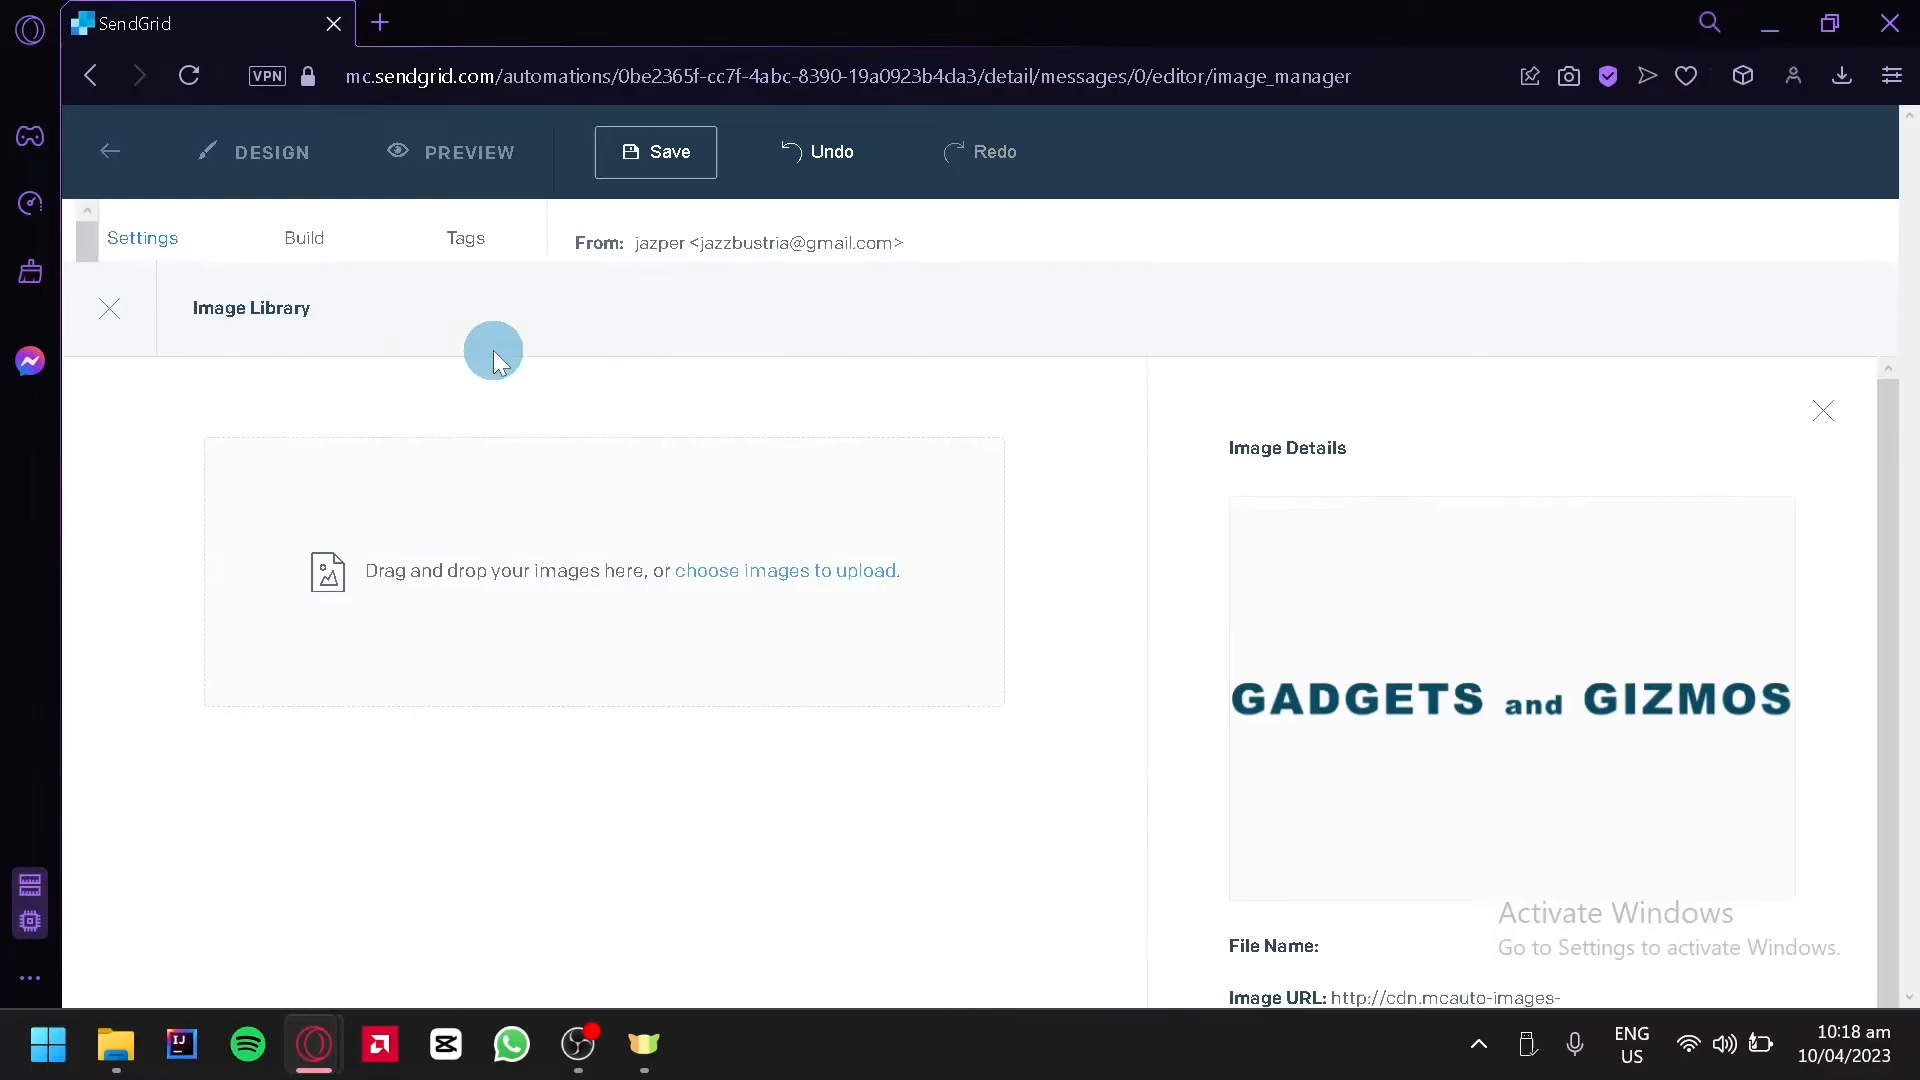 SendGrid
VPN
mc.sendgrid.com/automations/0be2365f-cc7f-4abc-8390-19a0923b4da3/detail/messages/0/editor/image_manager
DESIGN
PREVIEW
Save
Undo
Redo
Settings
Build
Tags
From: jazper <jazzbustria@gmail.com>
Image Library
Drag and drop your images here, or choose images to upload.
Image Details
GADGETS and GIZMOS
Activate Windows
Go to Settings to activate Windows.
File Name:
Image URL: http://cdn.mcauto-images-
IJ
ENG
US
10:18 am
10/04/2023